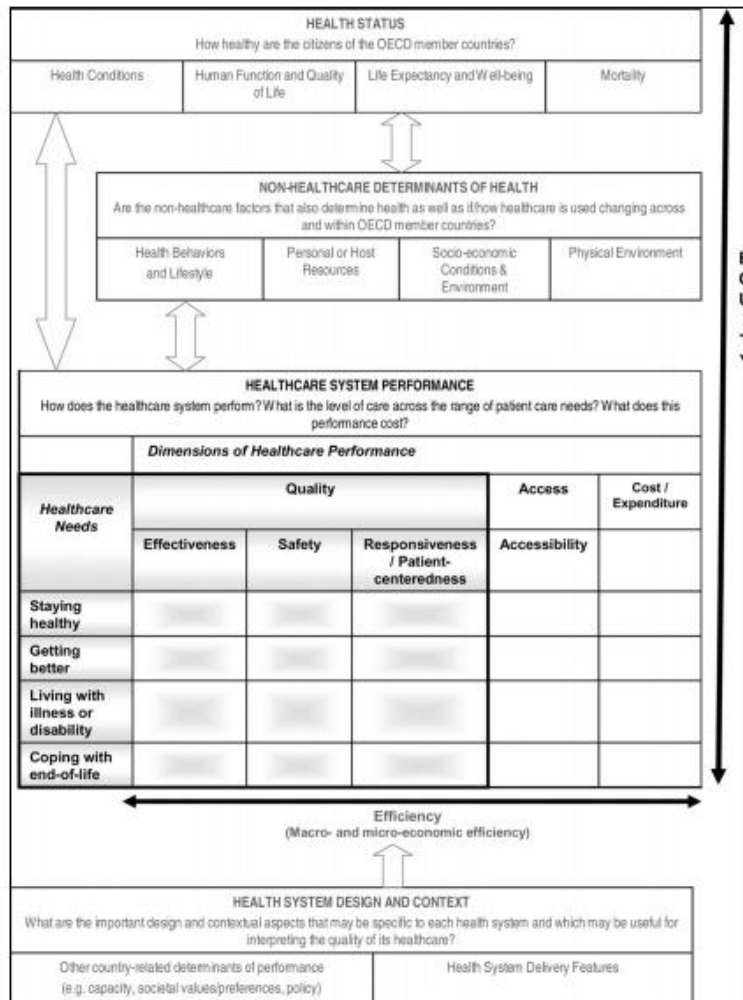 HEALTH STATUS
How healthy are the citizens of the OECD member countries?
Health Conditions
Human Function and Quality
of Life
Life Expectancy and Well-being
Mortality
NON-HEALTHCARE DETERMINANTS OF HEALTH
Are the non-healthcare factors that also determine health as well as if/how healthcare is used changing across
and within OECD member countries?
Health Behaviors
and Lifestyle
Personal or Host
Resources
Socio-economic
Conditions &
Environment
Physical Environment
HEALTHCARE SYSTEM PERFORMANCE
How does the healthcare system perform? What is the level of care across the range of patient care needs? What does this
performance cost?
Dimensions of Healthcare Performance
Healthcare
Needs
Quality
Access
Cost /
Expenditure
Effectiveness
Safety
Responsiveness
/ Patient-
centeredness
Accessibility
Staying
healthy
Getting
better
Living with
illness or
disability
Coping with
end-of-life
Efficiency
(Macro- and micro-economic efficiency)
HEALTH SYSTEM DESIGN AND CONTEXT
What are the important design and contextual aspects that may be specific to each health system and which may be useful for
interpreting the quality of its healthcare?
Other country-related determinants of performance
(e.g. capacity, societal values/preferences, policy)
Health System Delivery Features